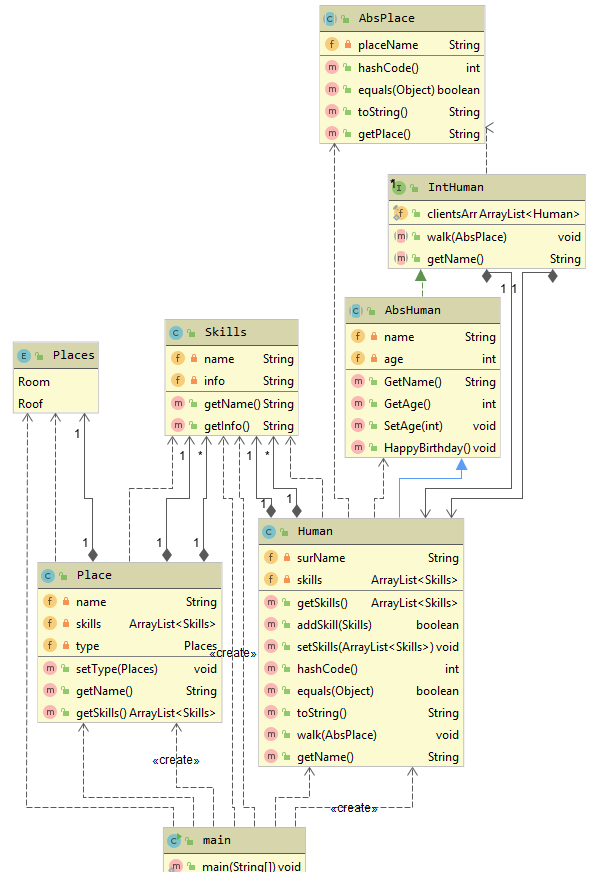 AbsPlace
placeName String
hashCode() int
equals(Object) boolean
toString() String
getPlace() String
1 IntHuman
clientsArr ArrayList<Human>
walk(AbsPlace) void
getName() String
1 1
AbsHuman
name String
age int
GetName() String
GetAge() int
SetAge(int) void
HappyBirthday() void
Skills
name String
info String
getName() String
getInfo() String
Places
Room
Roof
1 1 * 1 *
1 1 1 1 1
Human
surName String
skills ArrayList<Skills>
getSkills() ArrayList<Skills>
addSkill(Skills) boolean
setSkills(ArrayList<Skills>) void
hashCode() int
equals(Object) boolean
toString() String
walk(AbsPlace) void
getName() String
Place
name String
skills ArrayList<Skills>
type Places
setType(Places) void
getName() String
getSkills() ArrayList<Skills>
«create»
«create»
«create»
main
main(String[]) void